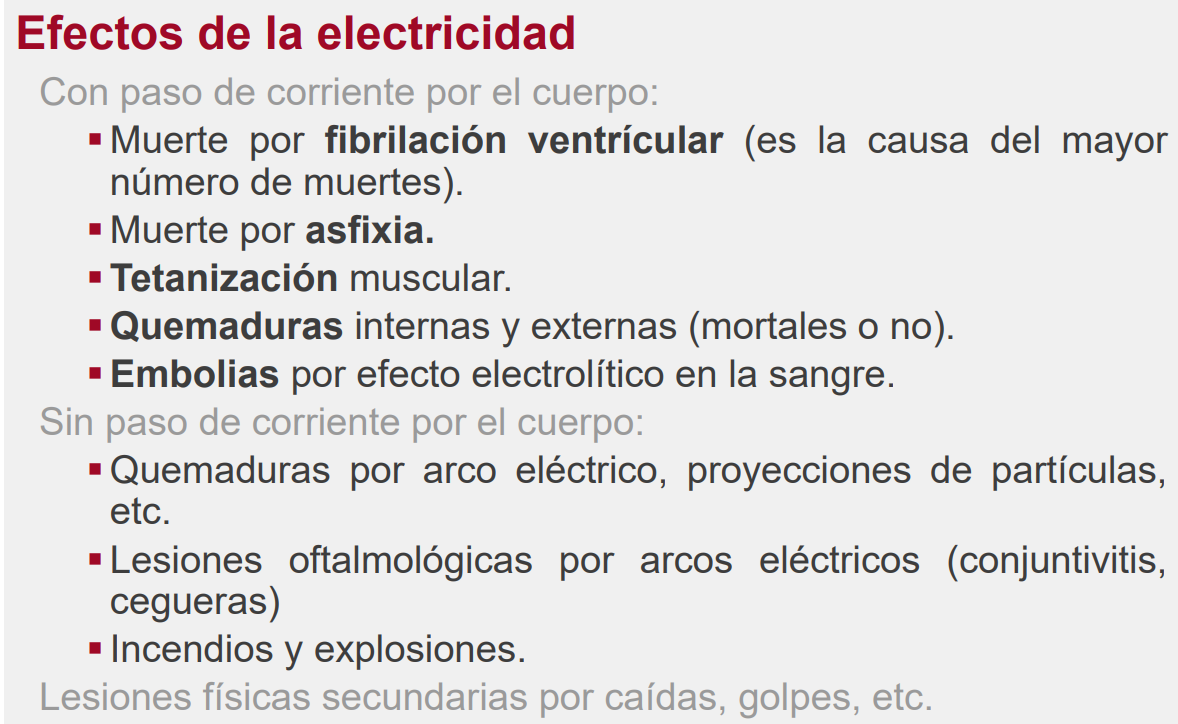 Efectos de la electricidad
Con paso de corriente por el cuerpo:
▪ Muerte por fibrilación ventrícular (es la causa del mayor
número de muertes).
▪ Muerte por asfixia.
▪ Tetanización muscular.
▪ Quemaduras internas y externas (mortales o no).
▪ Embolias por efecto electrolítico en la sangre.
Sin paso de corriente por el cuerpo:
▪ Quemaduras por arco eléctrico, proyecciones de partículas,
etc.
▪ Lesiones oftalmológicas por arcos eléctricos (conjuntivitis,
cegueras)
▪ Incendios y explosiones.
Lesiones físicas secundarias por caídas, golpes, etc.